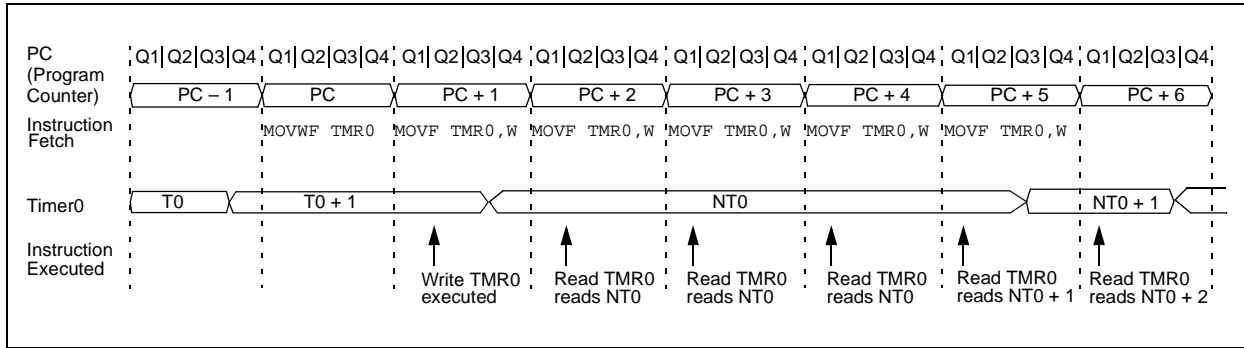 PC (Program Counter)
Q1 Q2 Q3 Q4 Q1 Q2 Q3 Q4 Q1 Q2 Q3 Q4 Q1 Q2 Q3 Q4 Q1 Q2 Q3 Q4 Q1 Q2 Q3 Q4 Q1 Q2 Q3 Q4 Q1 Q2 Q3 Q4
PC – 1 PC PC + 1 PC + 2 PC + 3 PC + 4 PC + 5 PC + 6
Instruction Fetch
MOVWF TMR0 MOVF TMR0,W MOVF TMR0,W MOVF TMR0,W MOVF TMR0,W MOVF TMR0,W
Timer0
T0 T0 + 1 NT0 NT0 + 1
Instruction Executed
Write TMR0 executed
Read TMR0 reads NT0
Read TMR0 reads NT0
Read TMR0 reads NT0
Read TMR0 reads NT0 + 1
Read TMR0 reads NT0 + 2